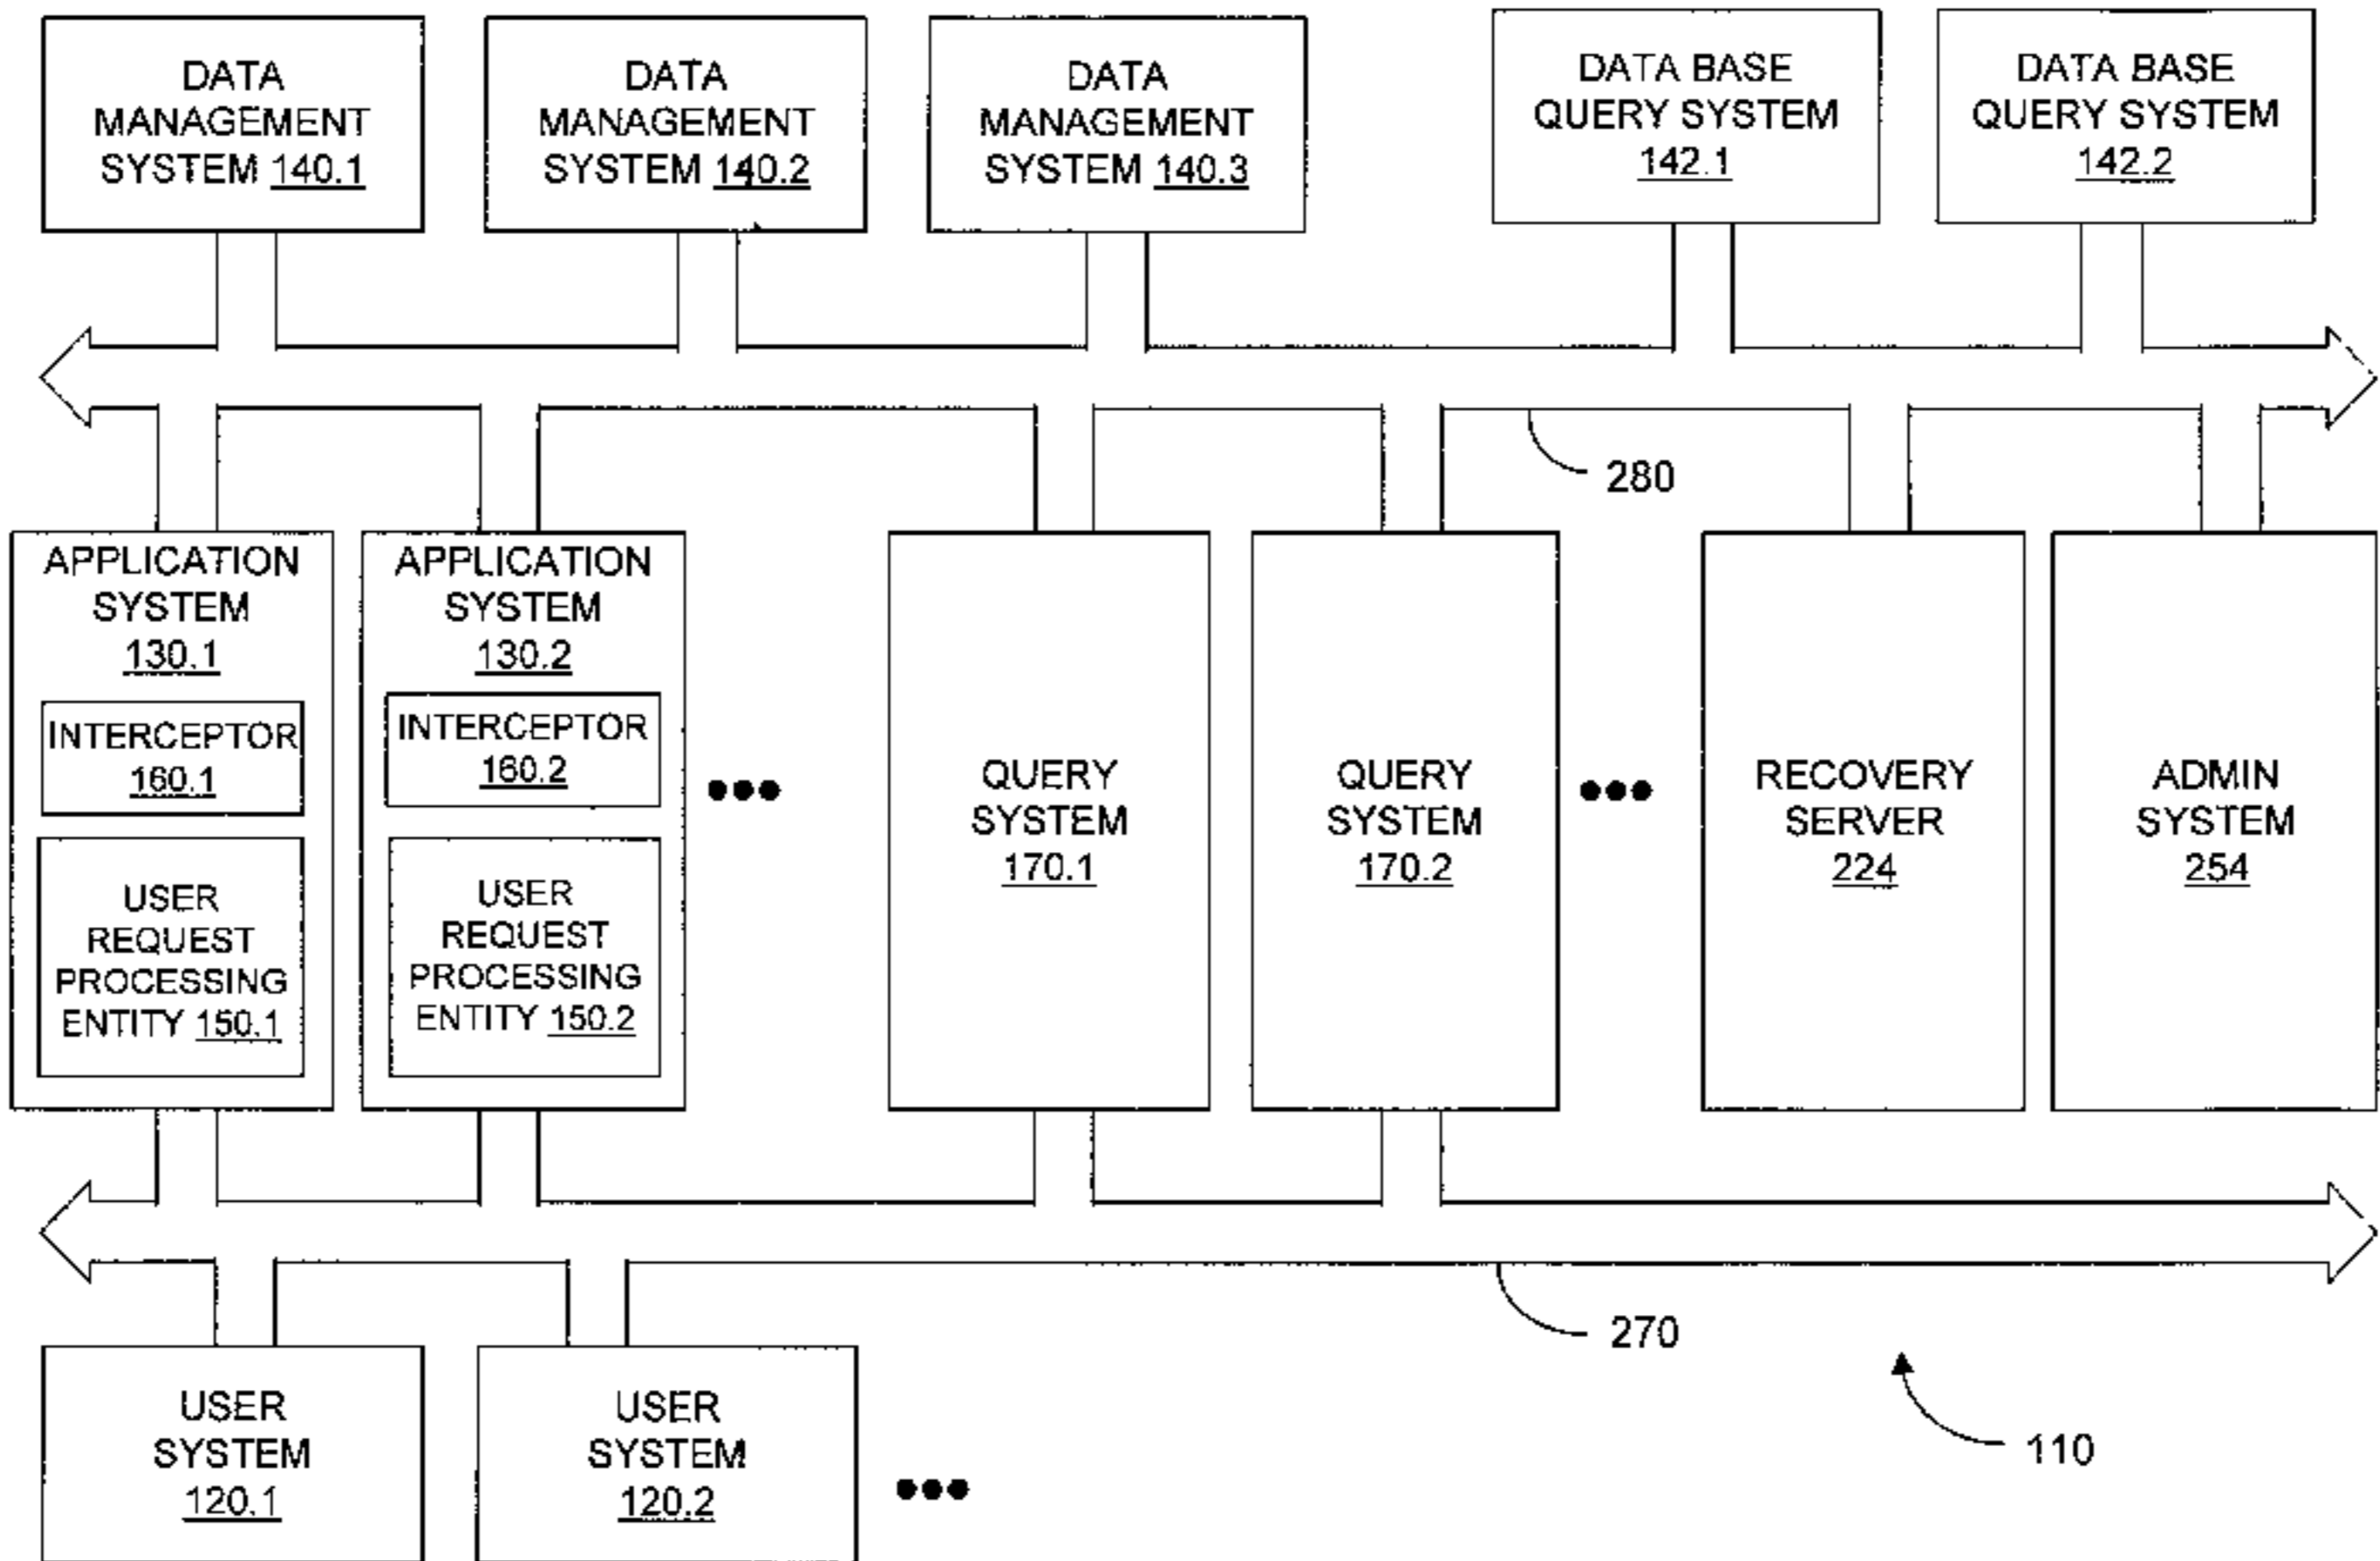 DATA
MANAGEMENT
SYSTEM 140.1
DATA
MANAGEMENT
SYSTEM 140.2
DATA
MANAGEMENT
SYSTEM 140.3
DATA BASE
QUERY SYSTEM
142.1
DATA BASE
QUERY SYSTEM
142.2
280
APPLICATION
SYSTEM
130.1
INTERCEPTOR
160.1
USER
REQUEST
PROCESSING
ENTITY 150.1
APPLICATION
SYSTEM
130.2
INTERCEPTOR
160.2
USER
REQUEST
PROCESSING
ENTITY 150.2
•••
QUERY
SYSTEM
170.1
QUERY
SYSTEM
170.2
•••
RECOVERY
SERVER
224
ADMIN
SYSTEM
254
270
110
USER
SYSTEM
120.1
USER
SYSTEM
120.2
•••